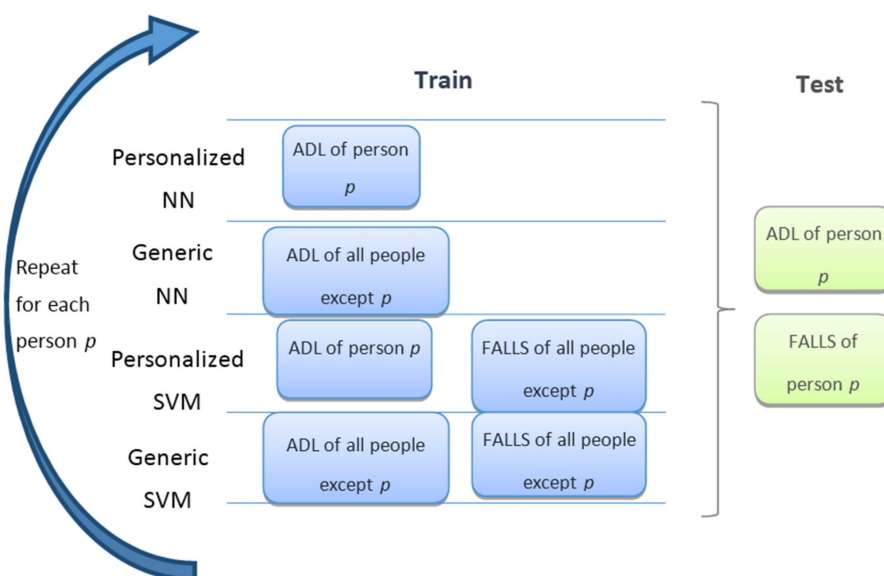 Train
Test
Personalized
NN
ADL of person
p
Generic
NN
ADL of all people
except p
Personalized
SVM
ADL of person p
FALLS of all people
except p
Generic
SVM
ADL of all people
except p
FALLS of all people
except p
Repeat
for each
person p
ADL of person
p
FALLS of
person p